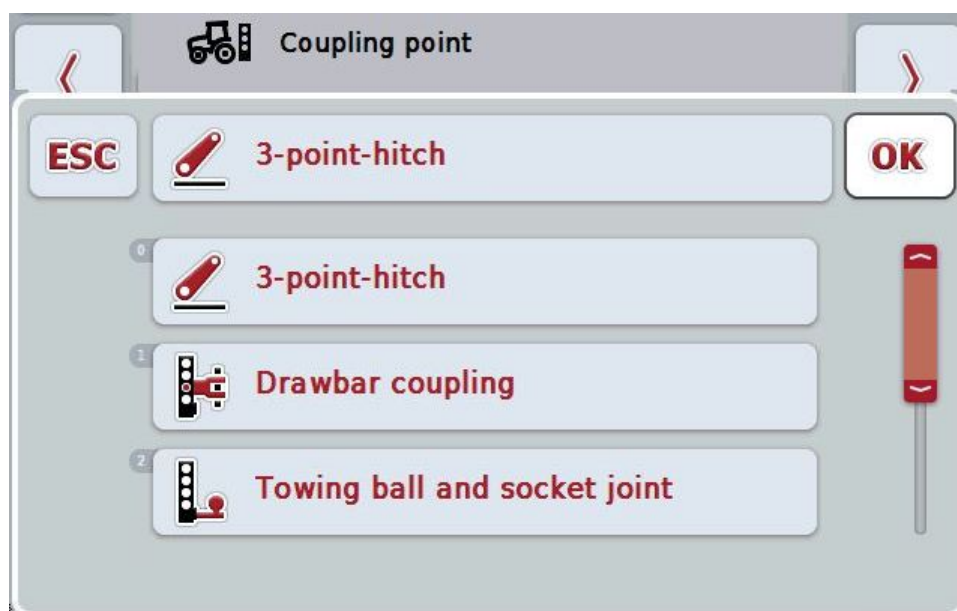 Coupling point
ESC
3-point-hitch
OK
0
3-point-hitch
1
Drawbar coupling
2
Towing ball and socket joint